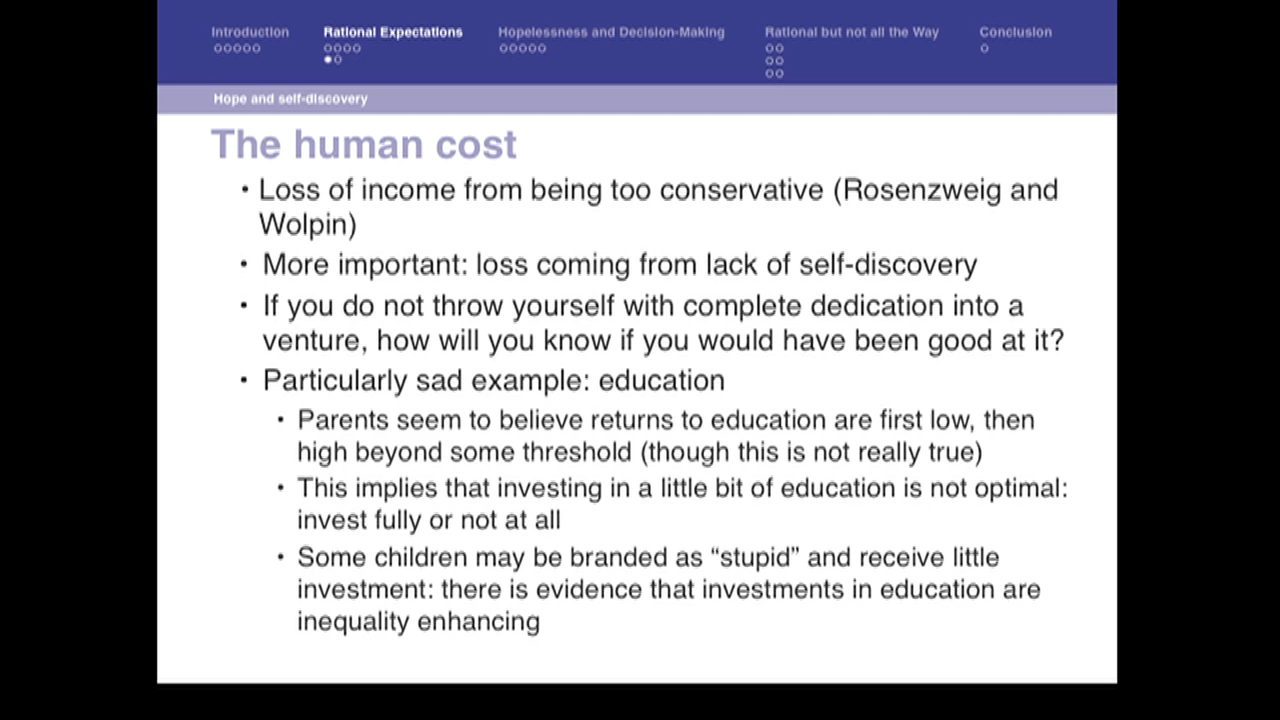 Introduction Rational Expectations Hopelessness and Decision-Making Rational but not all the Way Conclusion
Hope and self-discovery
The human cost
• Loss of income from being too conservative (Rosenzweig and
Wolpin)
• More important: loss coming from lack of self-discovery
• If you do not throw yourself with complete dedication into a
venture, how will you know if you would have been good at it?
• Particularly sad example: education
• Parents seem to believe returns to education are first low, then
high beyond some threshold (though this is not really true)
• This implies that investing in a little bit of education is not optimal:
invest fully or not at all
• Some children may be branded as “stupid” and receive little
investment: there is evidence that investments in education are
inequality enhancing